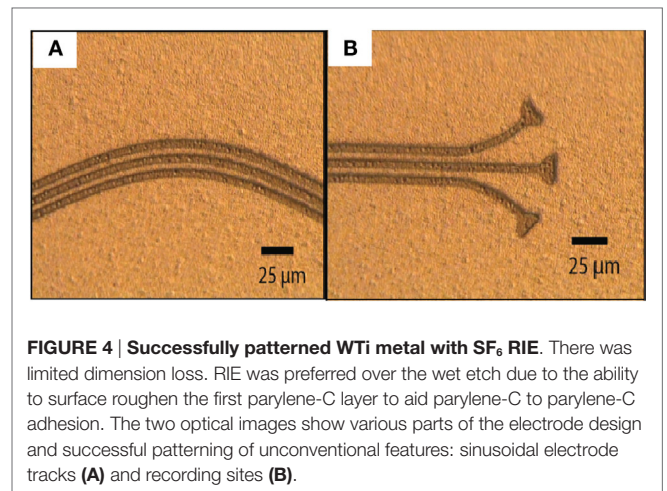 A
B
25 μm
25 μm
FIGURE 4 | Successfully patterned WTi metal with SF₆ RIE. There was
limited dimension loss. RIE was preferred over the wet etch due to the ability
to surface roughen the first parylene-C layer to aid parylene-C to parylene-C
adhesion. The two optical images show various parts of the electrode design
and successful patterning of unconventional features: sinusoidal electrode
tracks (A) and recording sites (B).